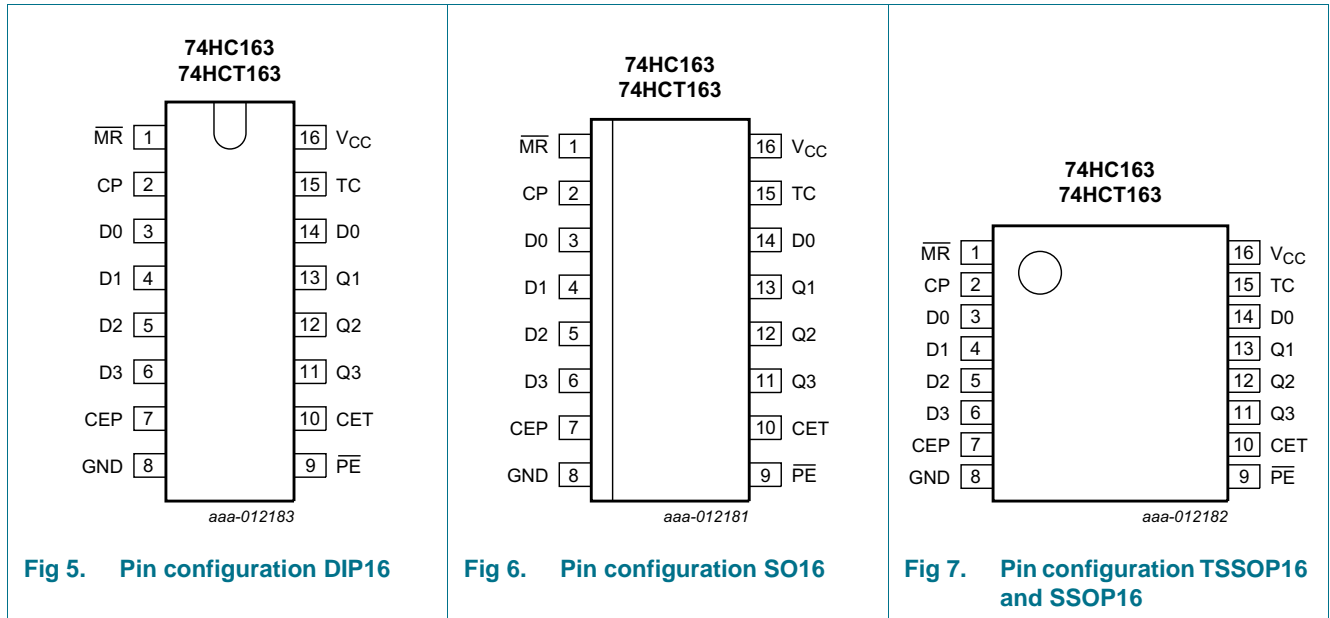 74HC163
74HCT163
MR 1
16 VCC
CP 2
15 TC
D0 3
14 D0
D1 4
13 Q1
D2 5
12 Q2
D3 6
11 Q3
CEP 7
10 CET
GND 8
9 PE
aaa-012183
Fig 5. Pin configuration DIP16
74HC163
74HCT163
MR 1
16 VCC
CP 2
15 TC
D0 3
14 D0
D1 4
13 Q1
D2 5
12 Q2
D3 6
11 Q3
CEP 7
10 CET
GND 8
9 PE
aaa-012181
Fig 6. Pin configuration SO16
74HC163
74HCT163
MR 1
16 VCC
CP 2
15 TC
D0 3
14 D0
D1 4
13 Q1
D2 5
12 Q2
D3 6
11 Q3
CEP 7
10 CET
GND 8
9 PE
aaa-012182
Fig 7. Pin configuration TSSOP16
and SSOP16